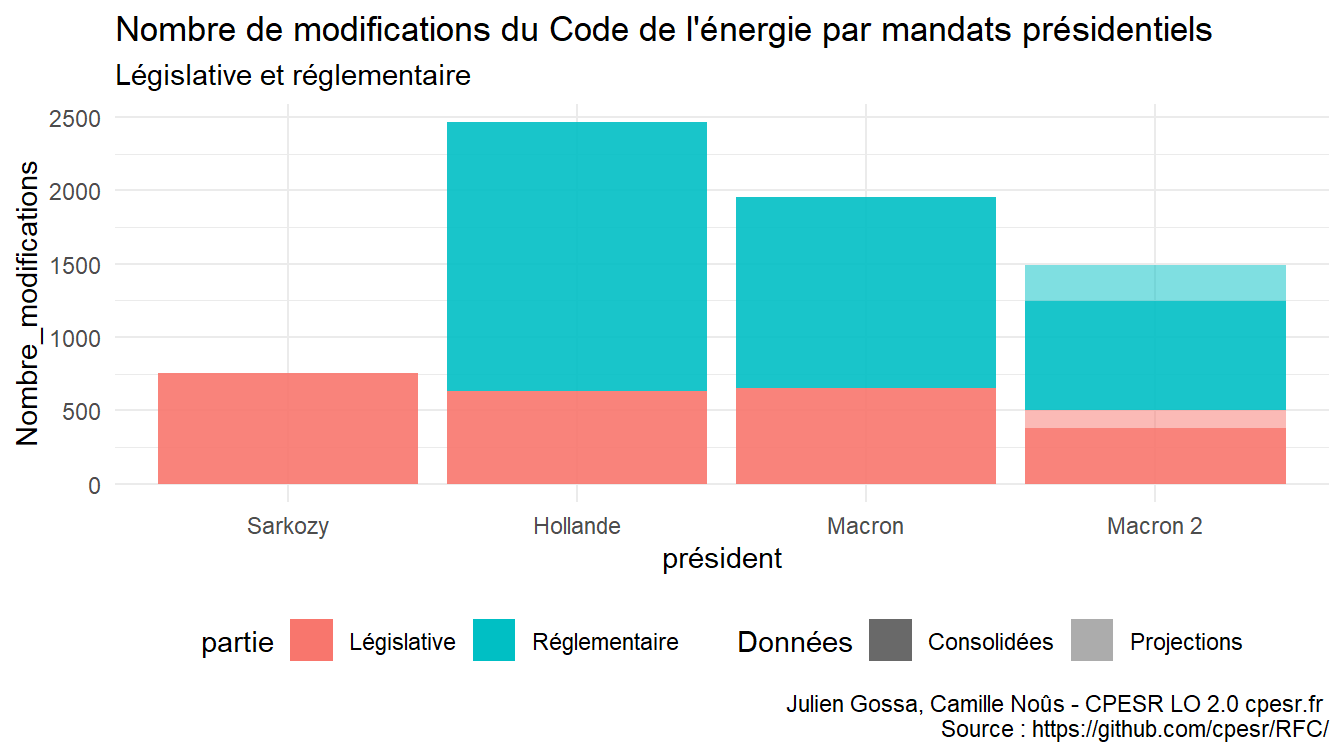 Nombre de modifications du Code de l'énergie par mandats présidentiels
Législative et réglementaire
Nombre_modifications
2500
2000
1500
1000
500
0
Sarkozy
Hollande
Macron
Macron 2
président
partie Législative Réglementaire Données Consolidées Projections
Julien Gossa, Camille Noûs - CPESR LO 2.0 cpesr.fr
Source : https://github.com/cpesr/RFC/